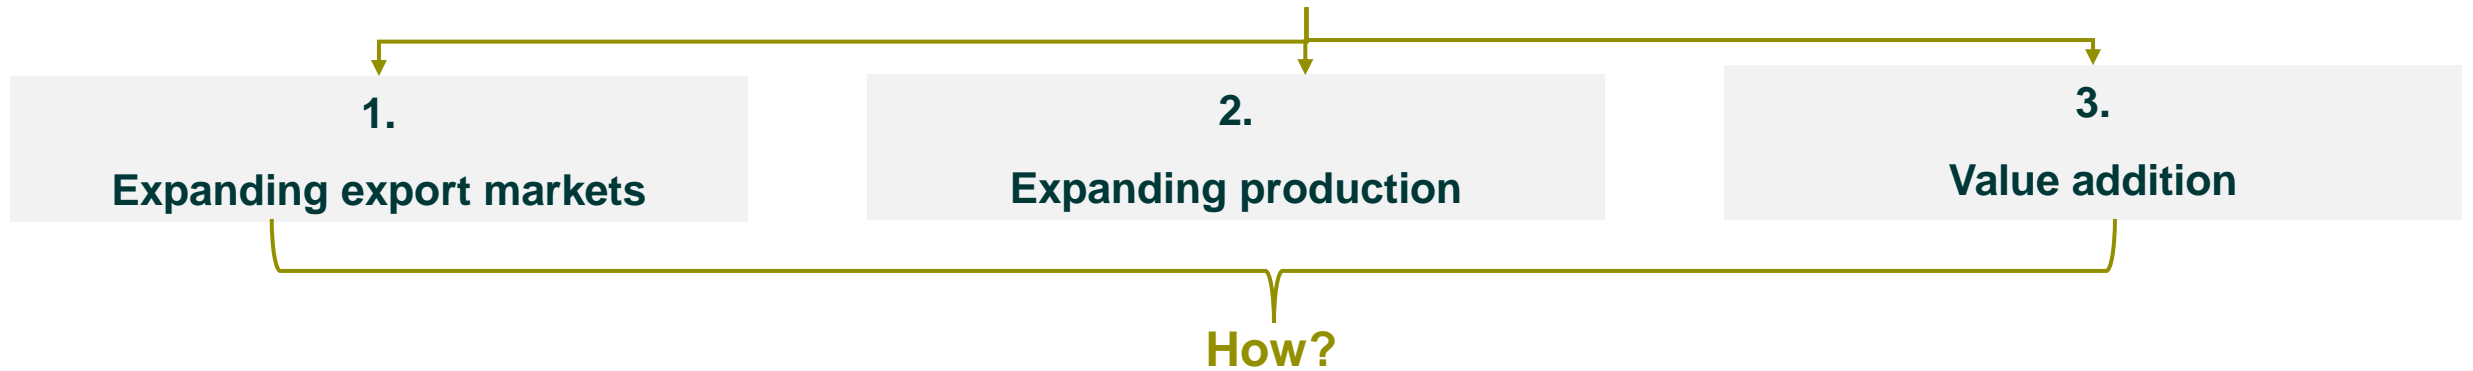 1.
Expanding export markets
2.
Expanding production
3.
Value addition
How?